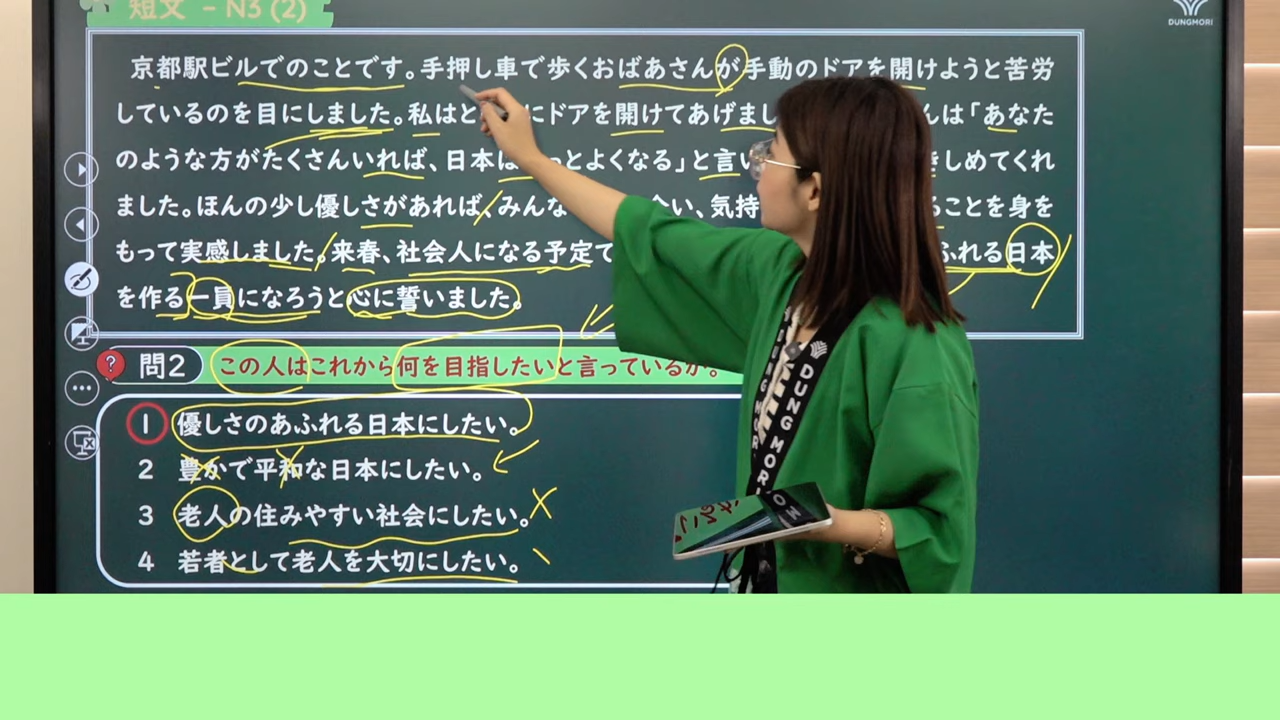 短文 - N3 (2)
DUNGMORI
京都駅ビルでのことです。手押し車で歩くおばあさんが手動のドアを開けようと苦労
しているのを目にしました。私はと にドアを開けてあげまし んは「あなた
のような方がたくさんいれば、日本は っとよくなる」と言い しめてくれ
ました。ほんの少し優しさがあれば、みんな 合い、気持 ることを身を
もって実感しました。来春、社会人になる予定で ふれる日本
を作る一員になろうと心に誓いました。
? 問2 この人はこれから何を目指したいと言っているか。
1 優しさのあふれる日本にしたい。
2 豊かで平和な日本にしたい。
3 老人の住みやすい社会にしたい。
4 若者として老人を大切にしたい。
DUNG MORI